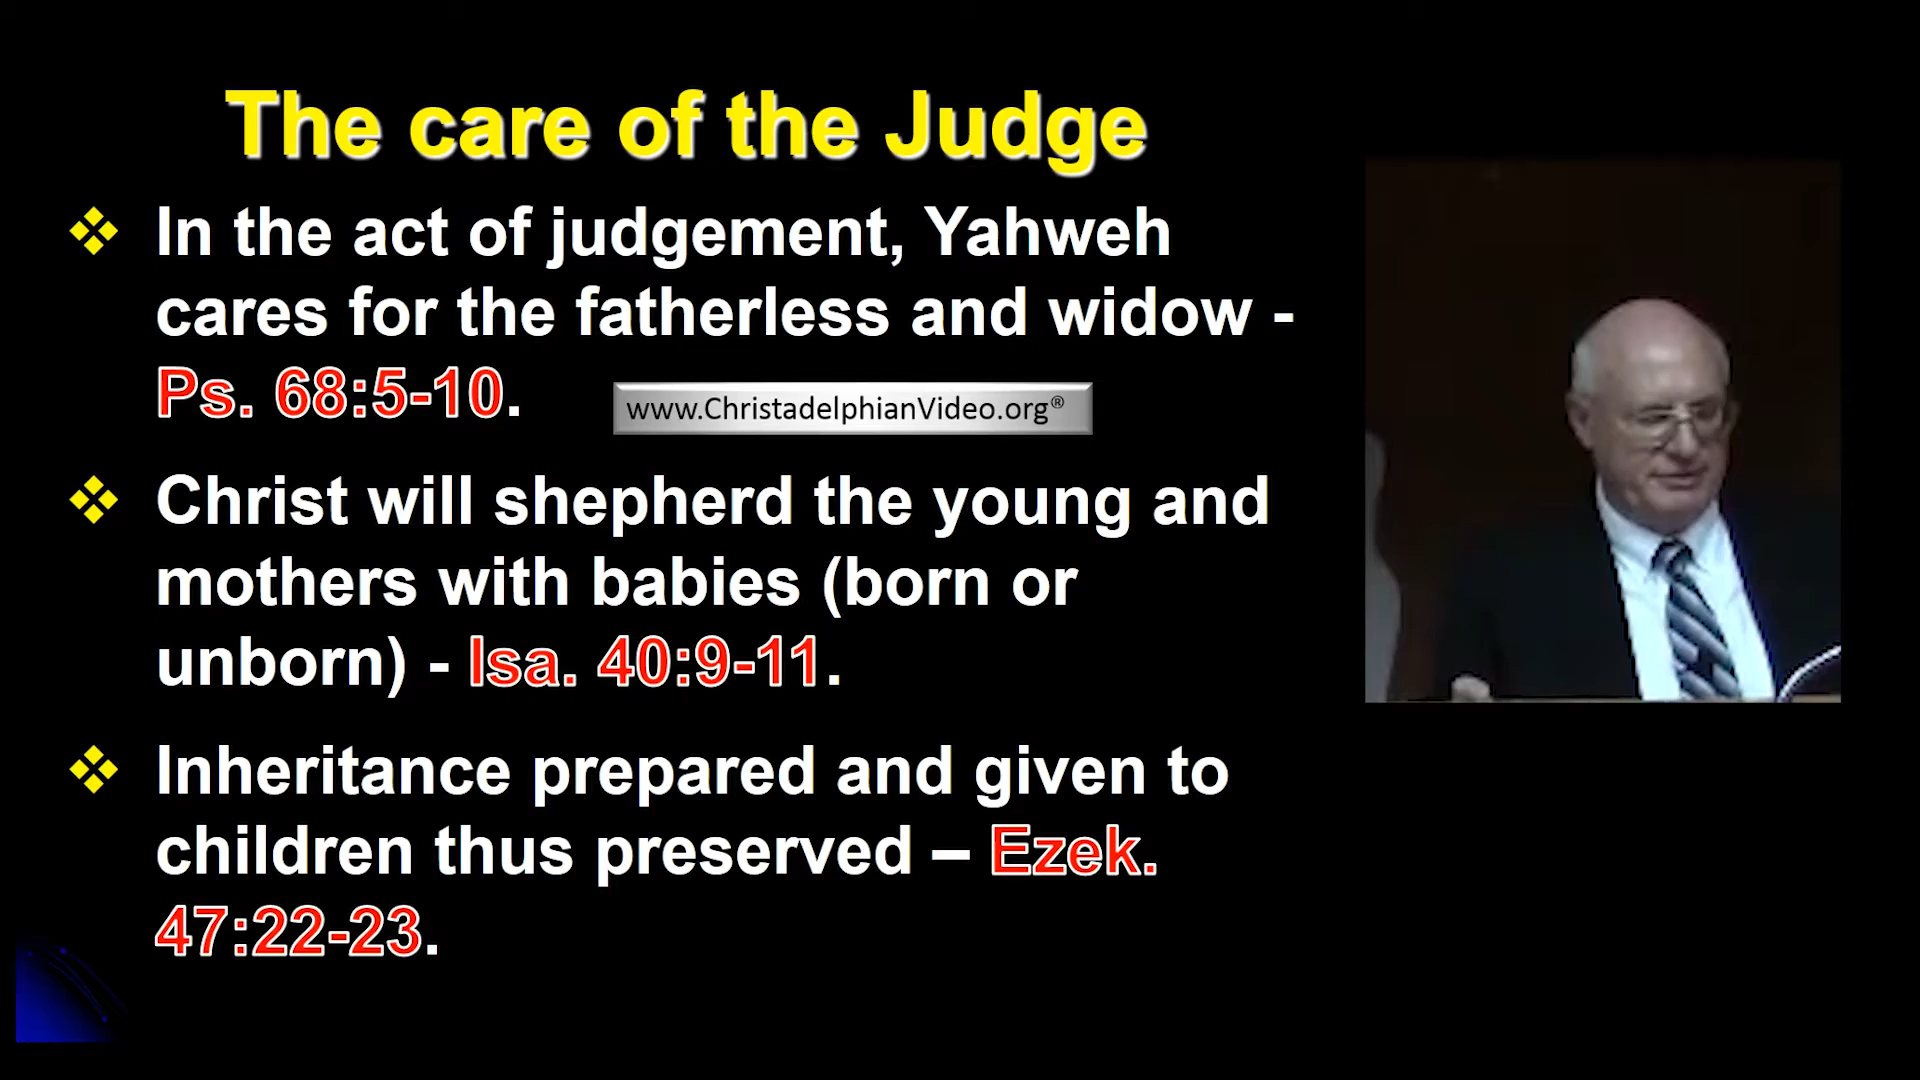 The care of the Judge
❖ In the act of judgement, Yahweh
cares for the fatherless and widow -
Ps. 68:5-10.
www.ChristadelphianVideo.org®
❖ Christ will shepherd the young and
mothers with babies (born or
unborn) - Isa. 40:9-11.
❖ Inheritance prepared and given to
children thus preserved – Ezek.
47:22-23.